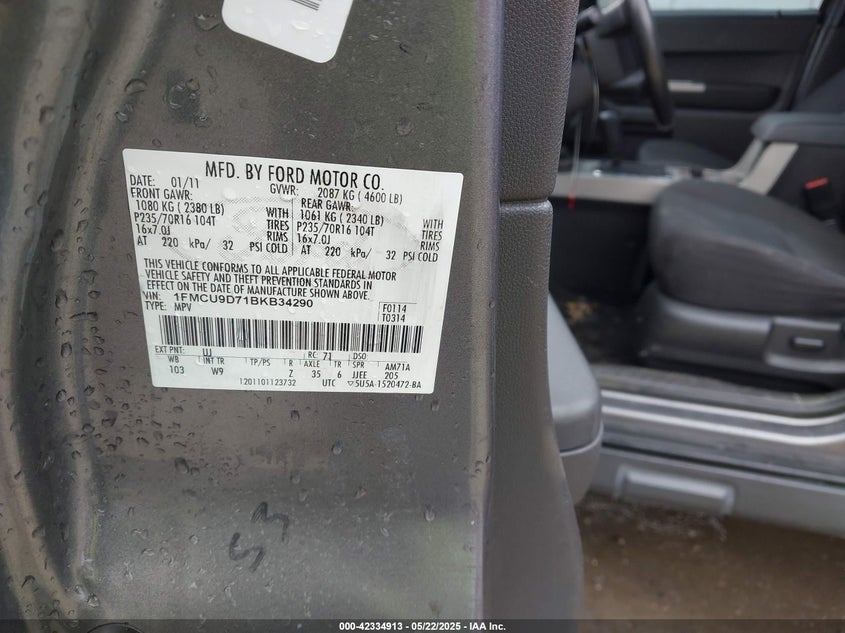 MFD. BY FORD MOTOR CO.
DATE: 01/11 GVWR: 2087 KG ( 4600 LB)
FRONT GAWR: REAR GAWR:
1080 KG ( 2380 LB) WITH 1061 KG ( 2340 LB) WITH
P235/70R16 104T TIRES P235/70R16 104T TIRES
16x7.0J RIMS 16x7.0J RIMS
AT 220 kPa/ 32 PSI COLD AT 220 kPa/ 32 PSI COLD
THIS VEHICLE CONFORMS TO ALL APPLICABLE FEDERAL MOTOR
VEHICLE SAFETY AND THEFT PREVENTION STANDARDS IN
EFFECT ON THE DATE OF MANUFACTURE SHOWN ABOVE.
VIN: 1FMCU9D71BKB34290 F0114
TYPE: MPV T0314
EXT PNT: UJ RC: 71 DSO
WB INT TR TP/PS R AXLE TR SPR AM71A
103 W9 Z 35 6 JJEE 205
1201101123732 UTC ▽5U5A-1520472-BA
53
000-42334913 - 05/22/2025 - IAA Inc.